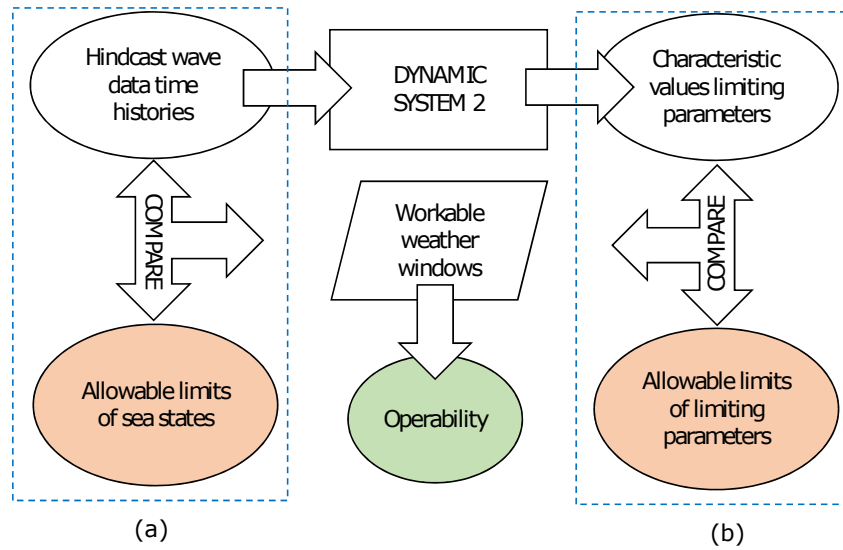 Hindcast wave
data time
histories
DYNAMIC
SYSTEM 2
Characteristic
values limiting
parameters
COMPARE
Workable
weather
windows
COMPARE
Allowable limits
of sea states
Operability
Allowable limits
of limiting
parameters
(a)
(b)